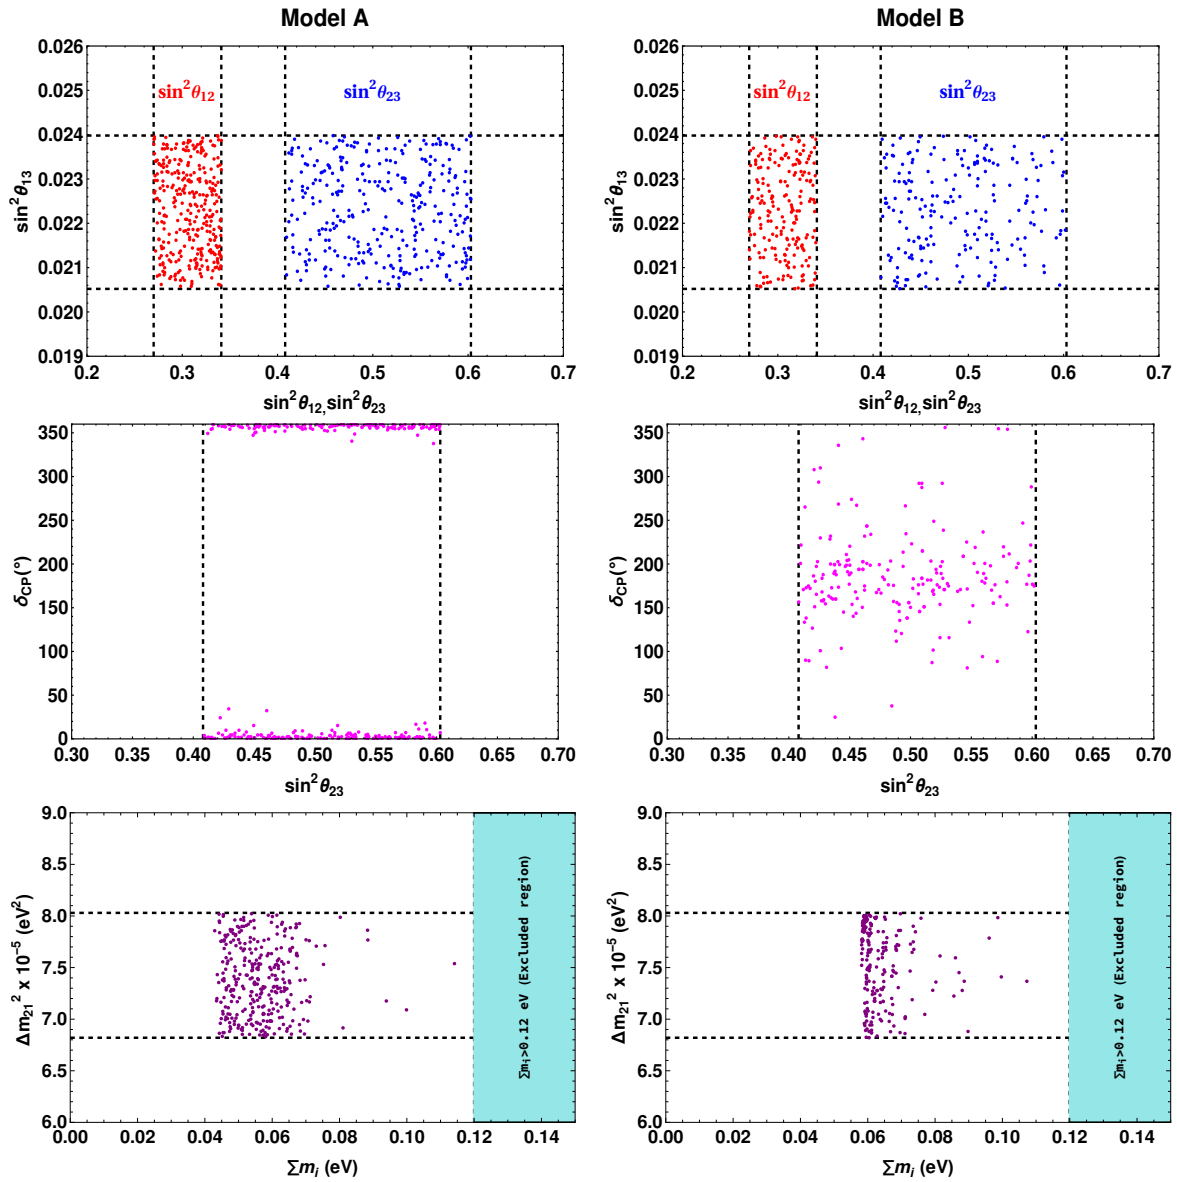 Model A
Model B
0.026
0.025
0.024
0.023
0.022
0.021
0.020
0.019
sin²θ₁₃
sin²θ₁₂
sin²θ₂₃
0.2 0.3 0.4 0.5 0.6 0.7
sin²θ₁₂,sin²θ₂₃
0.026
0.025
0.024
0.023
0.022
0.021
0.020
0.019
sin²θ₁₃
sin²θ₁₂
sin²θ₂₃
0.2 0.3 0.4 0.5 0.6 0.7
sin²θ₁₂,sin²θ₂₃
350
300
250
200
150
100
50
0
δCP(°)
0.30 0.35 0.40 0.45 0.50 0.55 0.60 0.65 0.70
sin²θ₂₃
350
300
250
200
150
100
50
0
δCP(°)
0.30 0.35 0.40 0.45 0.50 0.55 0.60 0.65 0.70
sin²θ₂₃
9.0
8.5
8.0
7.5
7.0
6.5
6.0
Δm₂₁² x 10⁻⁵ (eV²)
∑mᵢ>0.12 eV (Excluded region)
0.00 0.02 0.04 0.06 0.08 0.10 0.12 0.14
∑mᵢ (eV)
9.0
8.5
8.0
7.5
7.0
6.5
6.0
Δm₂₁² x 10⁻⁵ (eV²)
∑mᵢ>0.12 eV (Excluded region)
0.00 0.02 0.04 0.06 0.08 0.10 0.12 0.14
∑mᵢ (eV)